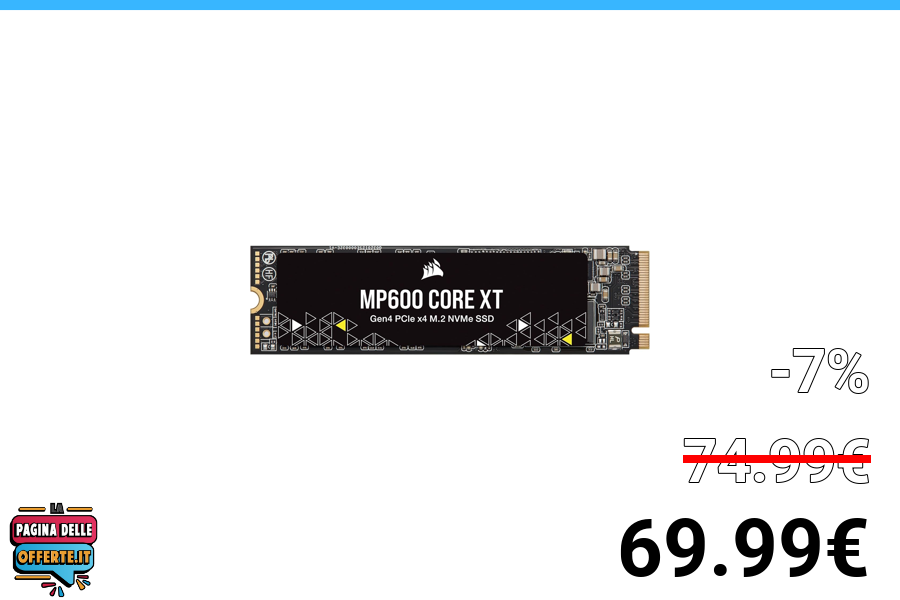 MP600 CORE XT
Gen4 PCIe x4 M.2 NVMe SSD
-7%
74.99€
69.99€
LA
PAGINA DELLE
OFFERTE.IT